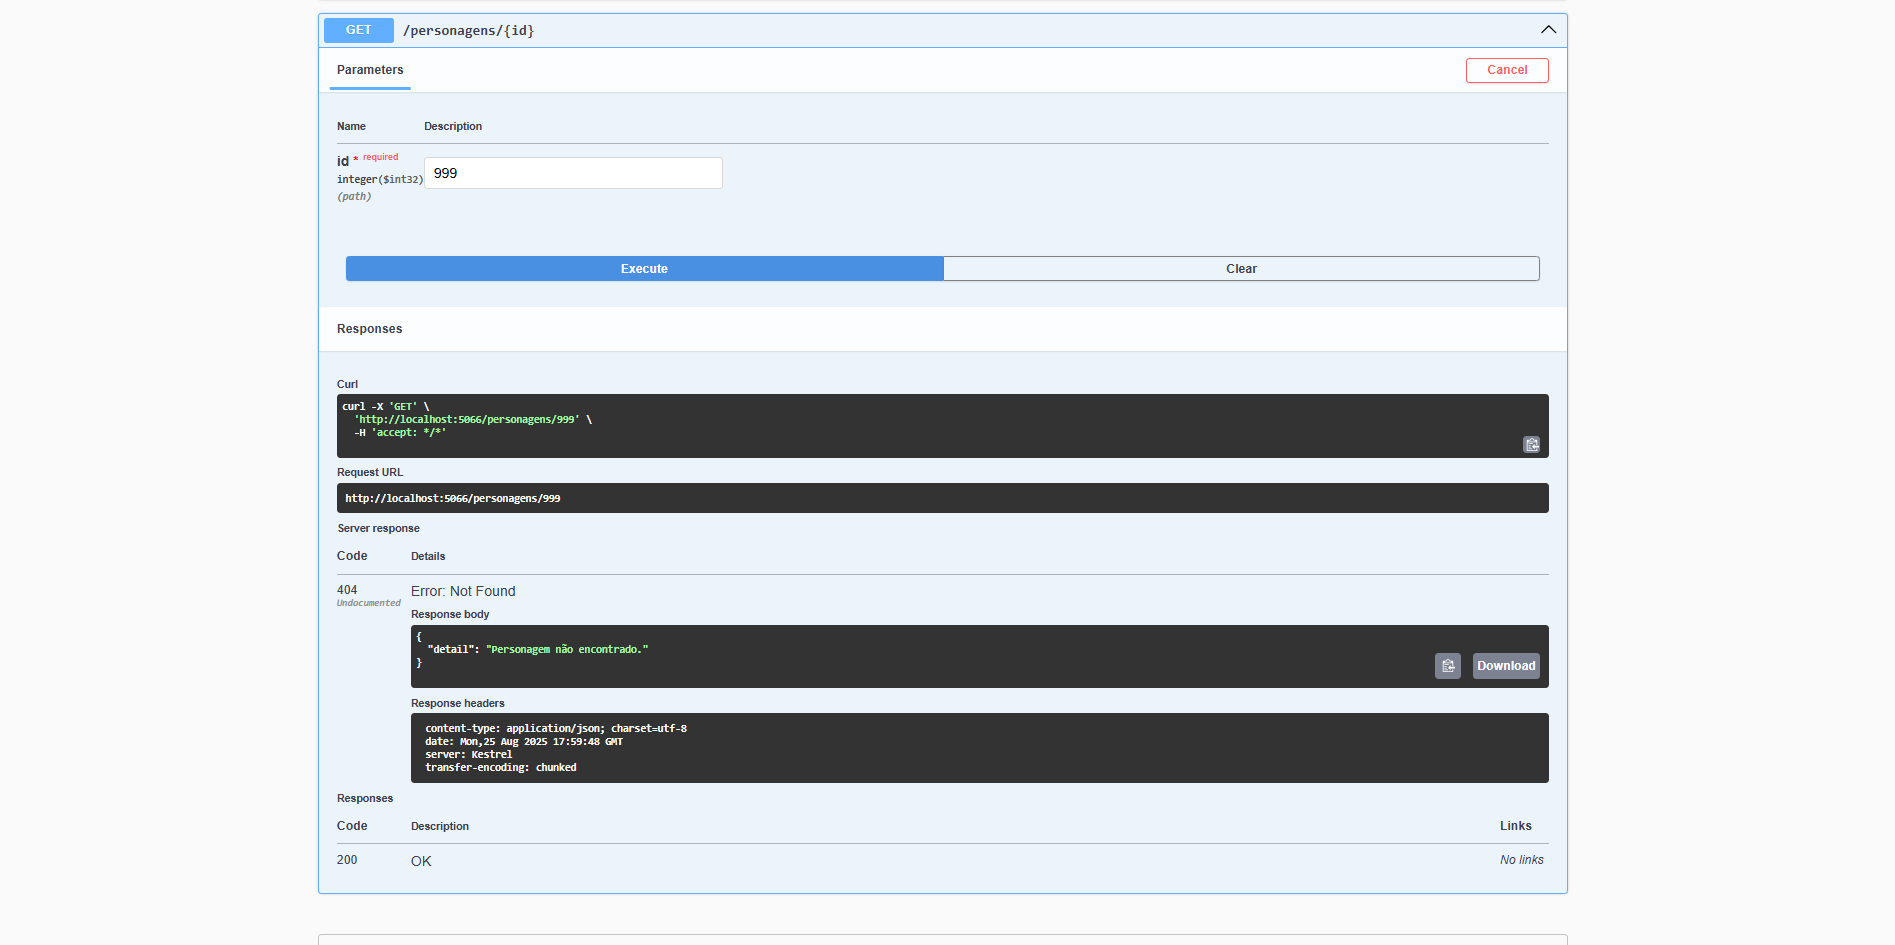 GET /personagens/{id}
Parameters
Cancel
Name Description
id * required
integer($int32)
(path)
999
Execute Clear
Responses
Curl
curl -X 'GET' \
'http://localhost:5066/personagens/999' \
-H 'accept: */*'
Request URL
http://localhost:5066/personagens/999
Server response
Code Details
404 Error: Not Found
Undocumented
Response body
{
"detail": "Personagem não encontrado."
}
Download
Response headers
content-type: application/json; charset=utf-8
date: Mon,25 Aug 2025 17:59:48 GMT
server: Kestrel
transfer-encoding: chunked
Responses
Code Description Links
200 OK No links